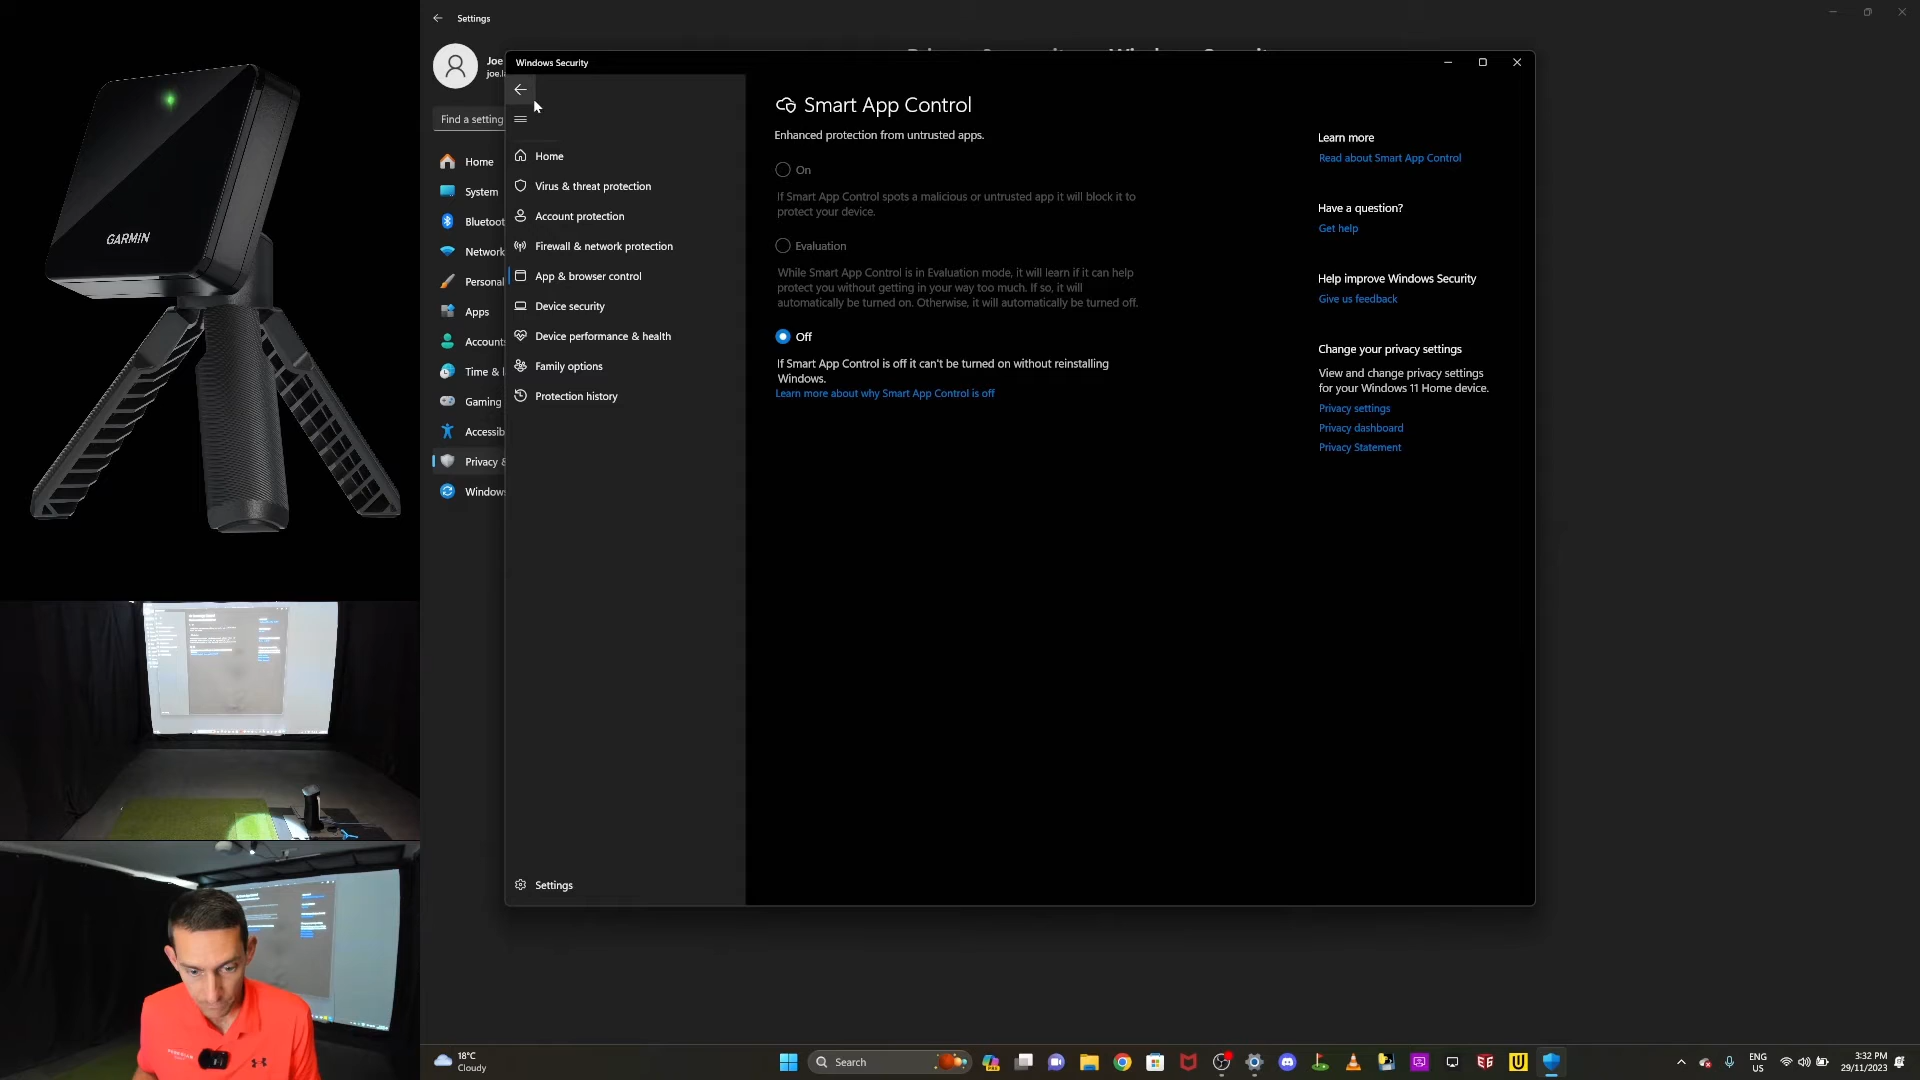 GARMIN
Settings
Joe
joe.l
Find a setting
Home
System
Bluetoot
Network
Personal
Apps
Account
Time &
Gaming
Accessib
Privacy &
Window
Windows Security
Home
Virus & threat protection
Account protection
Firewall & network protection
App & browser control
Device security
Device performance & health
Family options
Protection history
Settings
Smart App Control
Enhanced protection from untrusted apps.
On
If Smart App Control spots a malicious or untrusted app it will block it to
protect your device.
Evaluation
While Smart App Control is in Evaluation mode, it will learn if it can help
protect you without getting in your way too much. If so, it will
automatically be turned on. Otherwise, it will automatically be turned off.
Off
If Smart App Control is off it can't be turned on without reinstalling
Windows.
Learn more about why Smart App Control is off
Learn more
Read about Smart App Control
Have a question?
Get help
Help improve Windows Security
Give us feedback
Change your privacy settings
View and change privacy settings
for your Windows 11 Home device.
Privacy settings
Privacy dashboard
Privacy Statement
18°C
Cloudy
Search
ENG
US
3:32 PM
29/11/2023